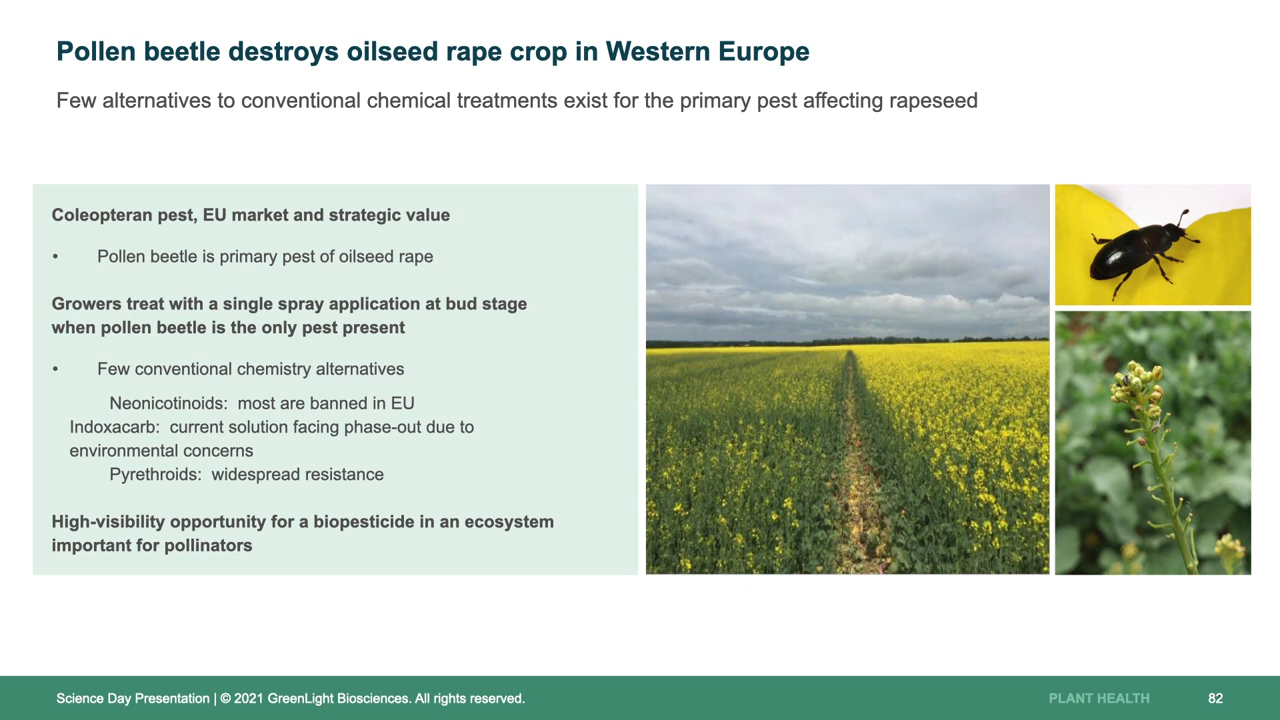 Pollen beetle destroys oilseed rape crop in Western Europe
Few alternatives to conventional chemical treatments exist for the primary pest affecting rapeseed
Coleopteran pest, EU market and strategic value
• Pollen beetle is primary pest of oilseed rape
Growers treat with a single spray application at bud stage
when pollen beetle is the only pest present
• Few conventional chemistry alternatives
Neonicotinoids: most are banned in EU
Indoxacarb: current solution facing phase-out due to
environmental concerns
Pyrethroids: widespread resistance
High-visibility opportunity for a biopesticide in an ecosystem
important for pollinators
Science Day Presentation | © 2021 GreenLight Biosciences. All rights reserved.
PLANT HEALTH
82